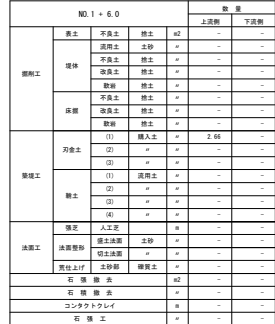 NO.1 + 6.0 数 量
上流側 下流側
掘削工 表土 不良土 捨土 m2 - -
堤体 流用土 土砂 〃 - -
不良土 捨土 〃 - -
改良土 捨土 〃 - -
軟岩 捨土 〃 - -
床掘 不良土 捨土 〃 - -
改良土 捨土 〃 - -
軟岩 捨土 〃 - -
築堤工 刃金土 (1) 購入土 〃 2.66 -
(2) 〃 〃 - -
(3) 〃 〃 - -
鞘土 (1) 流用土 〃 - -
(2) 〃 〃 - -
(3) 〃 〃 - -
(4) 〃 〃 - -
法面工 張芝 人工芝 m - -
法面整形 盛土法面 土砂 〃 - -
切土法面 〃 〃 - -
荒仕上げ 土砂部 礫質土 〃 - -
石 張 撤 去 m2 - -
石 積 撤 去 〃 - -
コンタクトクレイ m - -
石 張 工 〃 - -